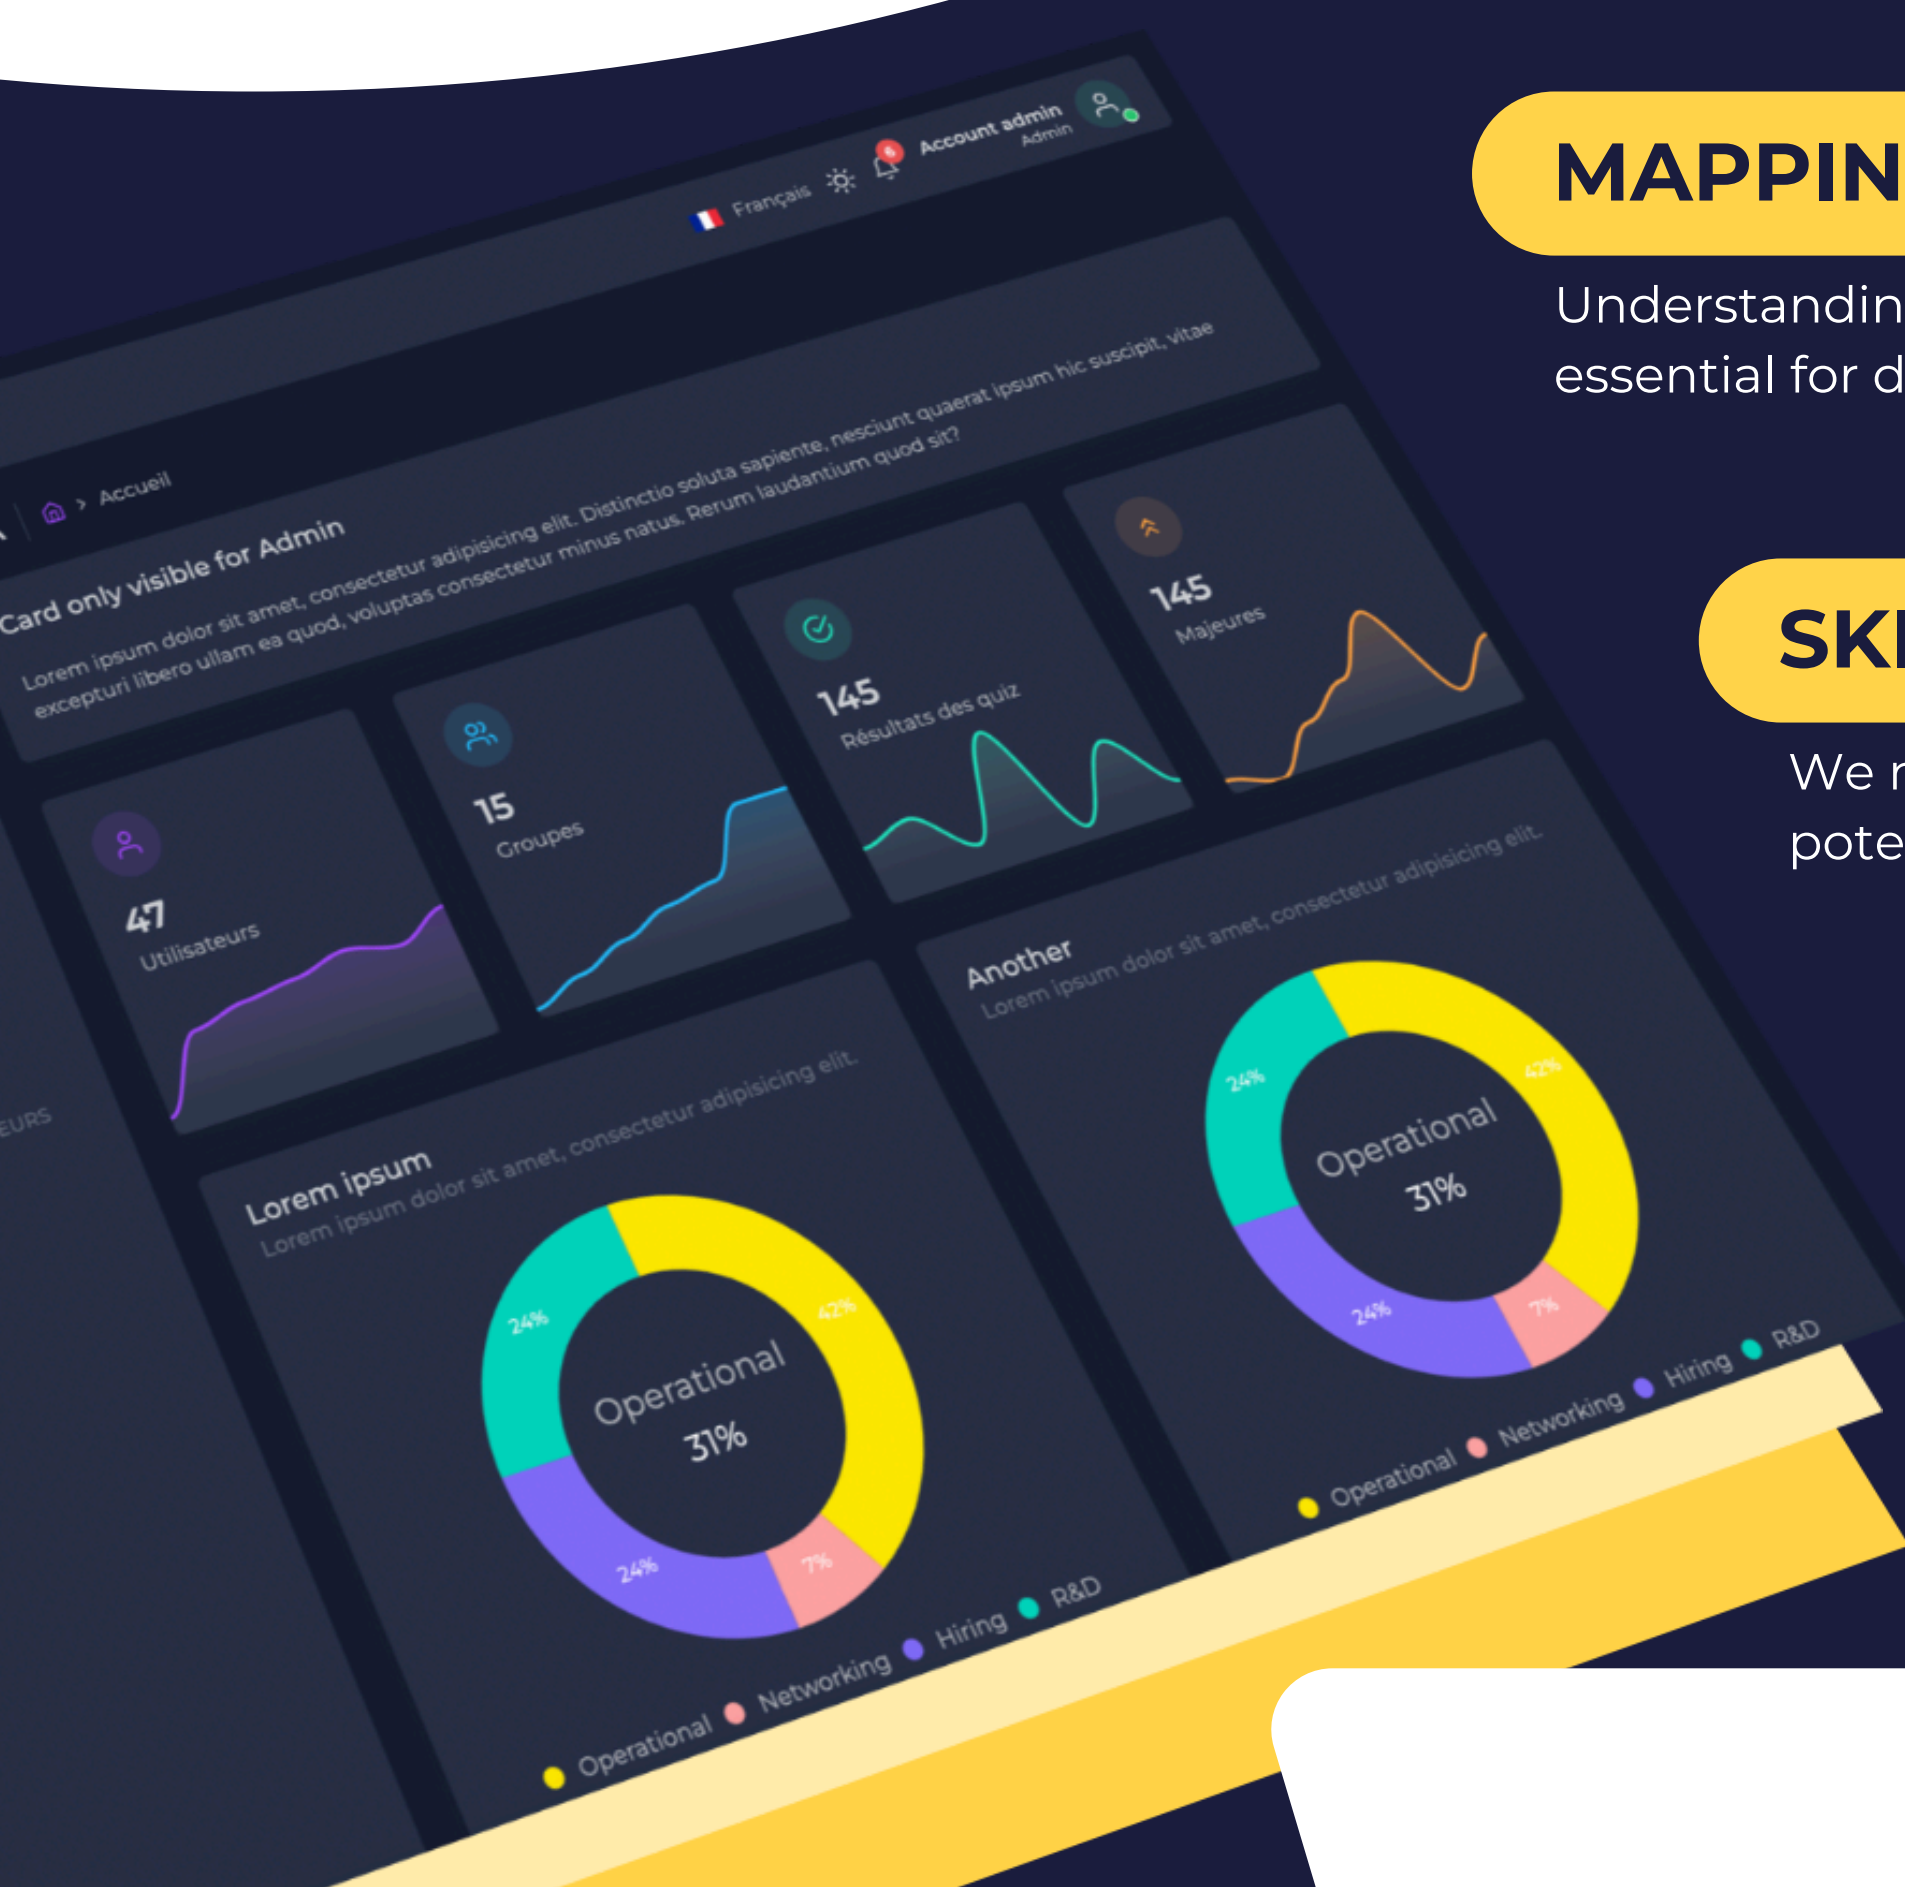 Account admin
Admin
6
Français
Accueil
Card only visible for Admin
Lorem ipsum dolor sit amet, consectetur adipisicing elit. Distinctio soluta sapiente, nesciunt quaerat ipsum hic suscipit, vitae
excepturi libero ullam ea quod, voluptas consectetur minus natus. Rerum laudantium quod sit?
47
Utilisateurs
15
Groupes
145
Résultats des quiz
145
Majeures
EURS
Lorem ipsum
Lorem ipsum dolor sit amet, consectetur adipisicing elit.
24%
42%
Operational
31%
24%
7%
Operational Networking Hiring R&D
Another
Lorem ipsum dolor sit amet, consectetur adipisicing elit.
24%
42%
Operational
31%
24%
7%
Operational Networking Hiring R&D
MAPPIN
Understandin
essential for d
SKI
We r
pote